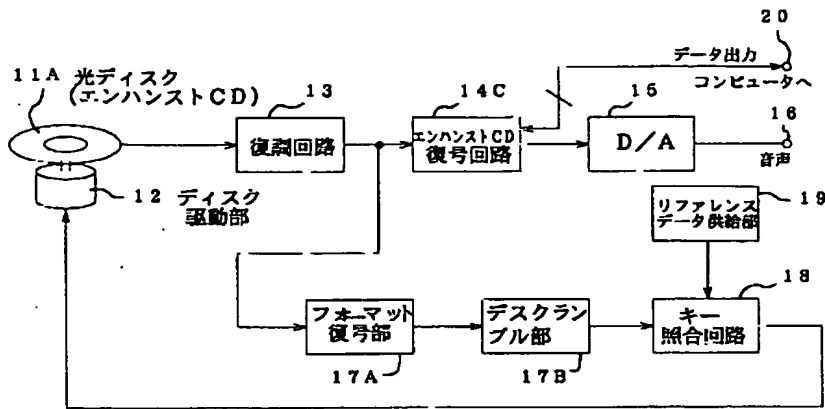 11A 光ディスク
(エンハンストCD)
12 ディスク
駆動部
13
復調回路
14C
エンハンストCD
復号回路
データ出力
20
コンピュータへ
15
D/A
16
音声
リファレンス
データ供給部
19
フォーマット
復号部
17A
デスクラン
ブル部
17B
キー
照合回路
18